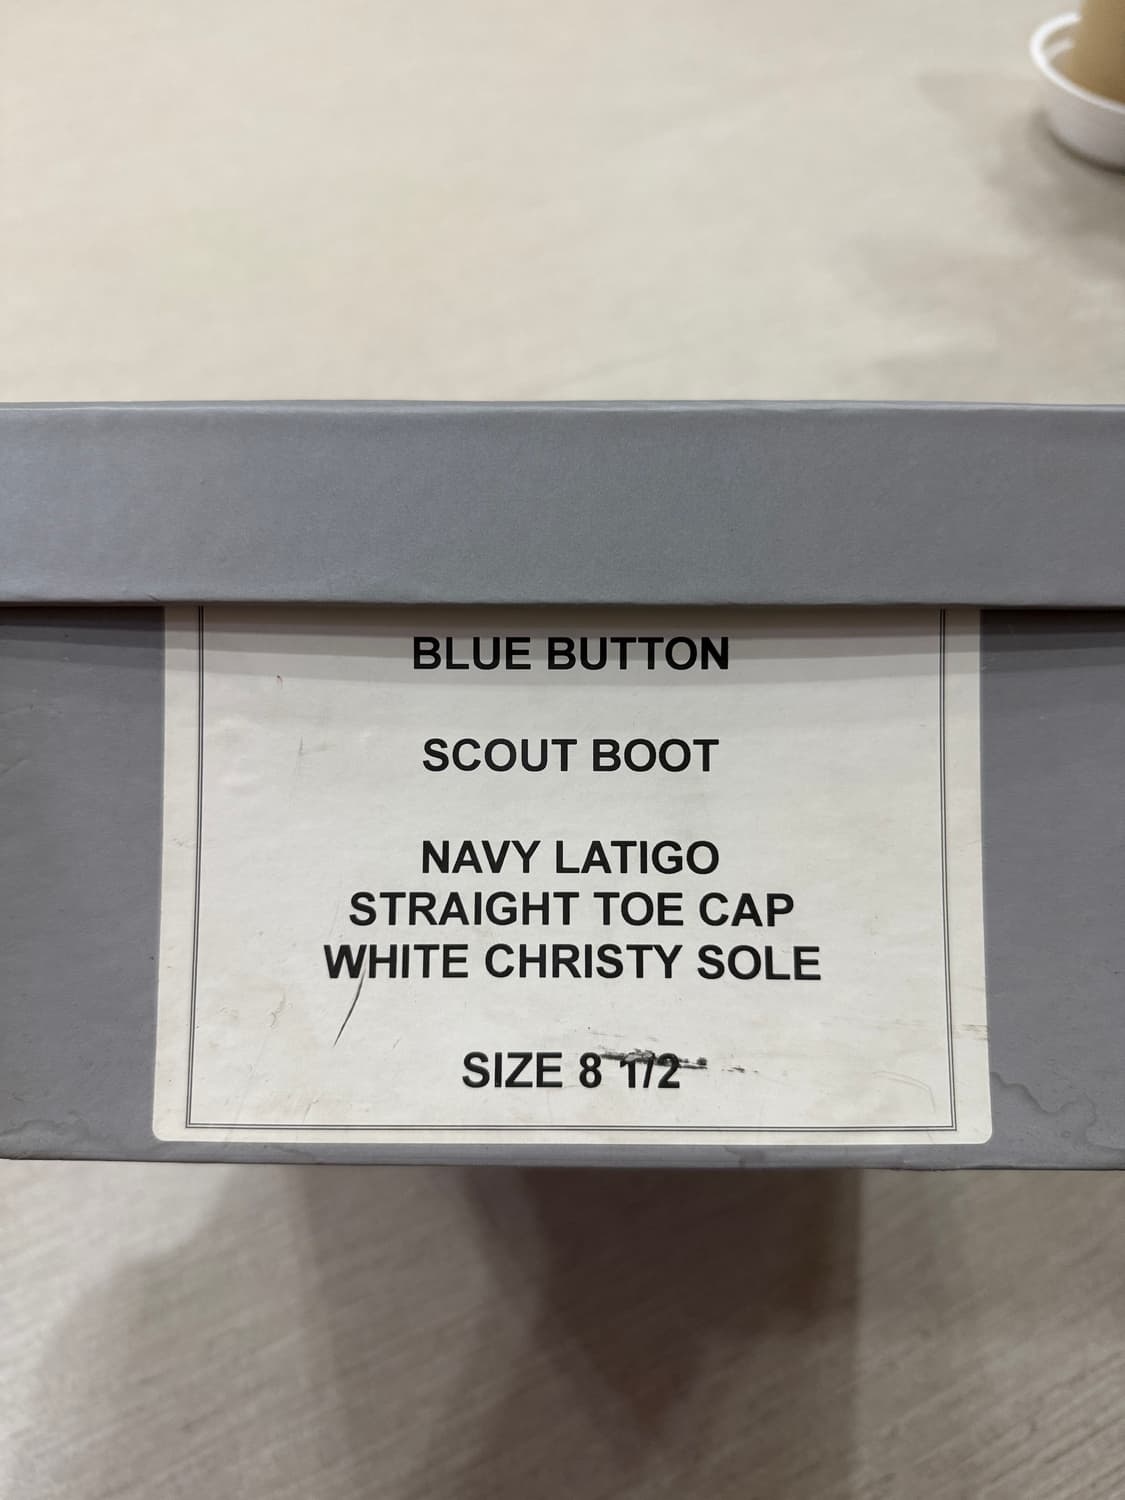 BLUE BUTTON
SCOUT BOOT
NAVY LATIGO
STRAIGHT TOE CAP
WHITE CHRISTY SOLE
SIZE 8 1/2